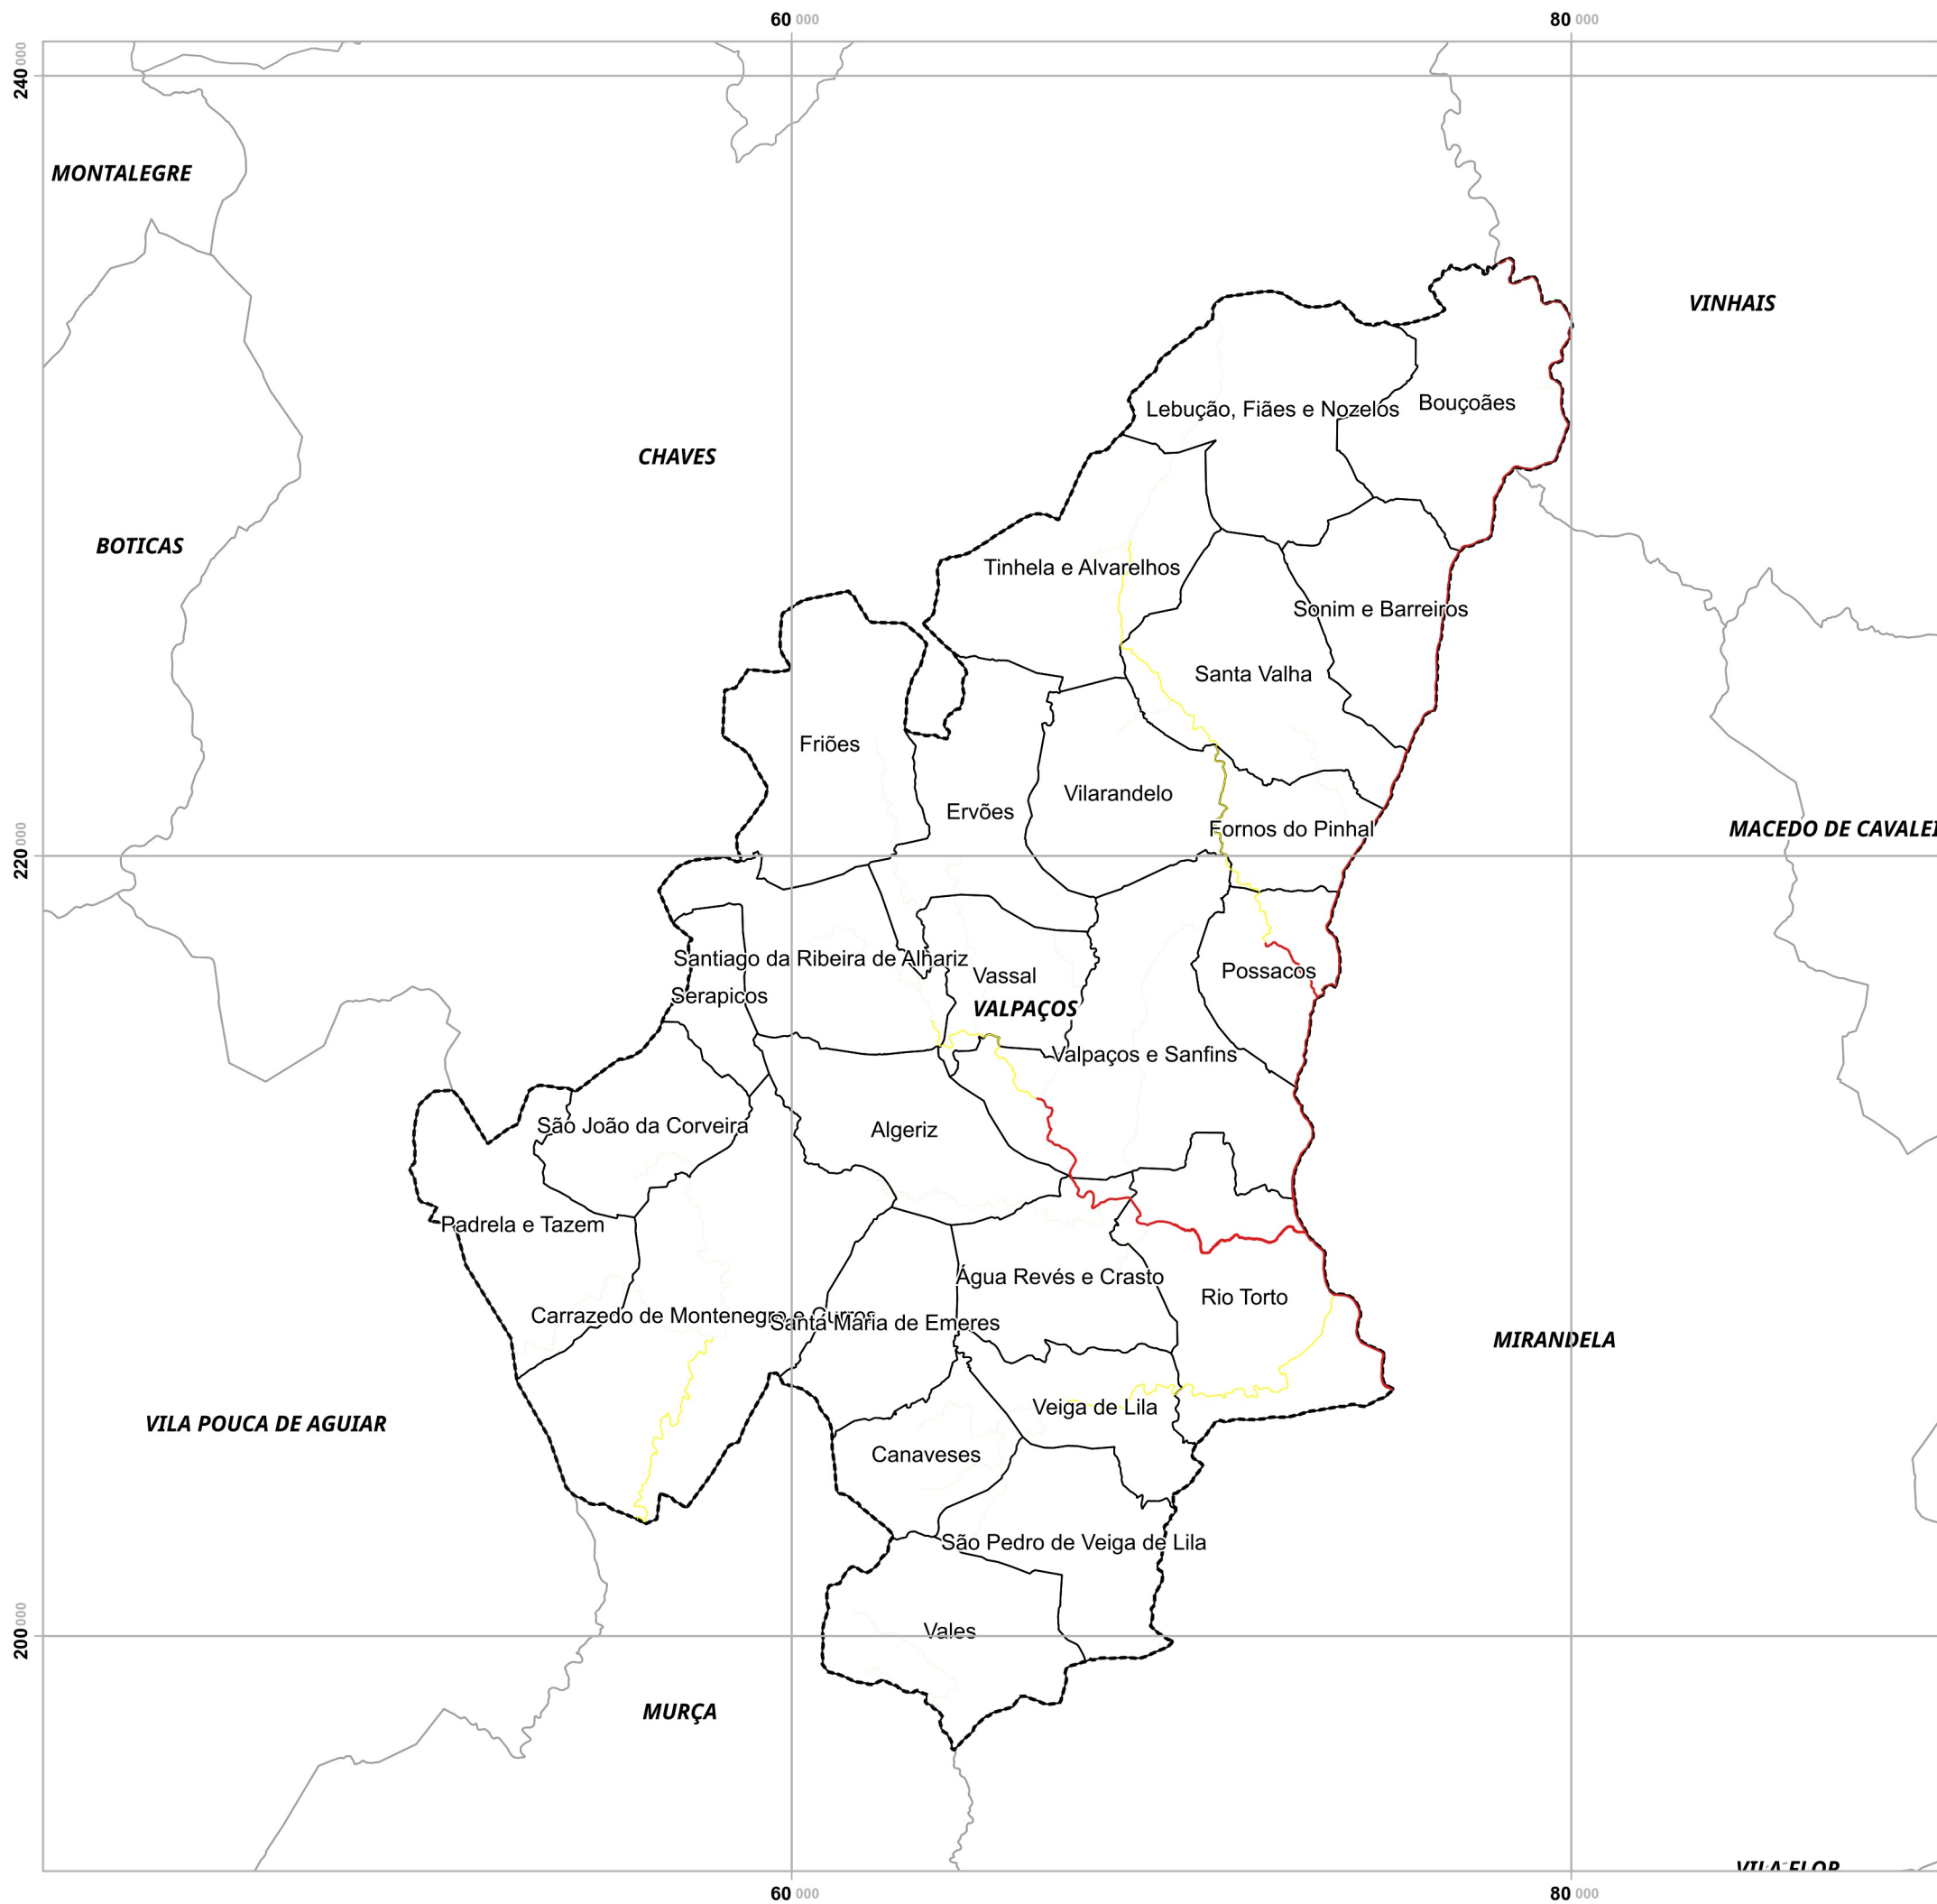 60 000
80 000
240 000
MONTALEGRE
VINHAIS
Lebução, Fiães e Nozelos
Bouçoães
CHAVES
BOTICAS
Tinhela e Alvarelhos
Sonim e Barreiros
Santa Valha
Friões
Vilarandelo
Ervões
Fornos do Pinhal
MACEDO DE CAVALEI
220 000
Santiago da Ribeira de Alhariz
Possacos
Vassal
Serapicos
VALPAÇOS
Valpaços e Sanfins
São João da Corveira
Algeriz
Padrela e Tazem
Água Revés e Crasto
Rio Torto
Carrazedo de Montenegro e Curros
Santa Maria de Emeres
MIRANDELA
Veiga de Lila
VILA POUCA DE AGUIAR
Canaveses
São Pedro de Veiga de Lila
Vales
200 000
MURÇA
VILA FLOR
60 000
80 000